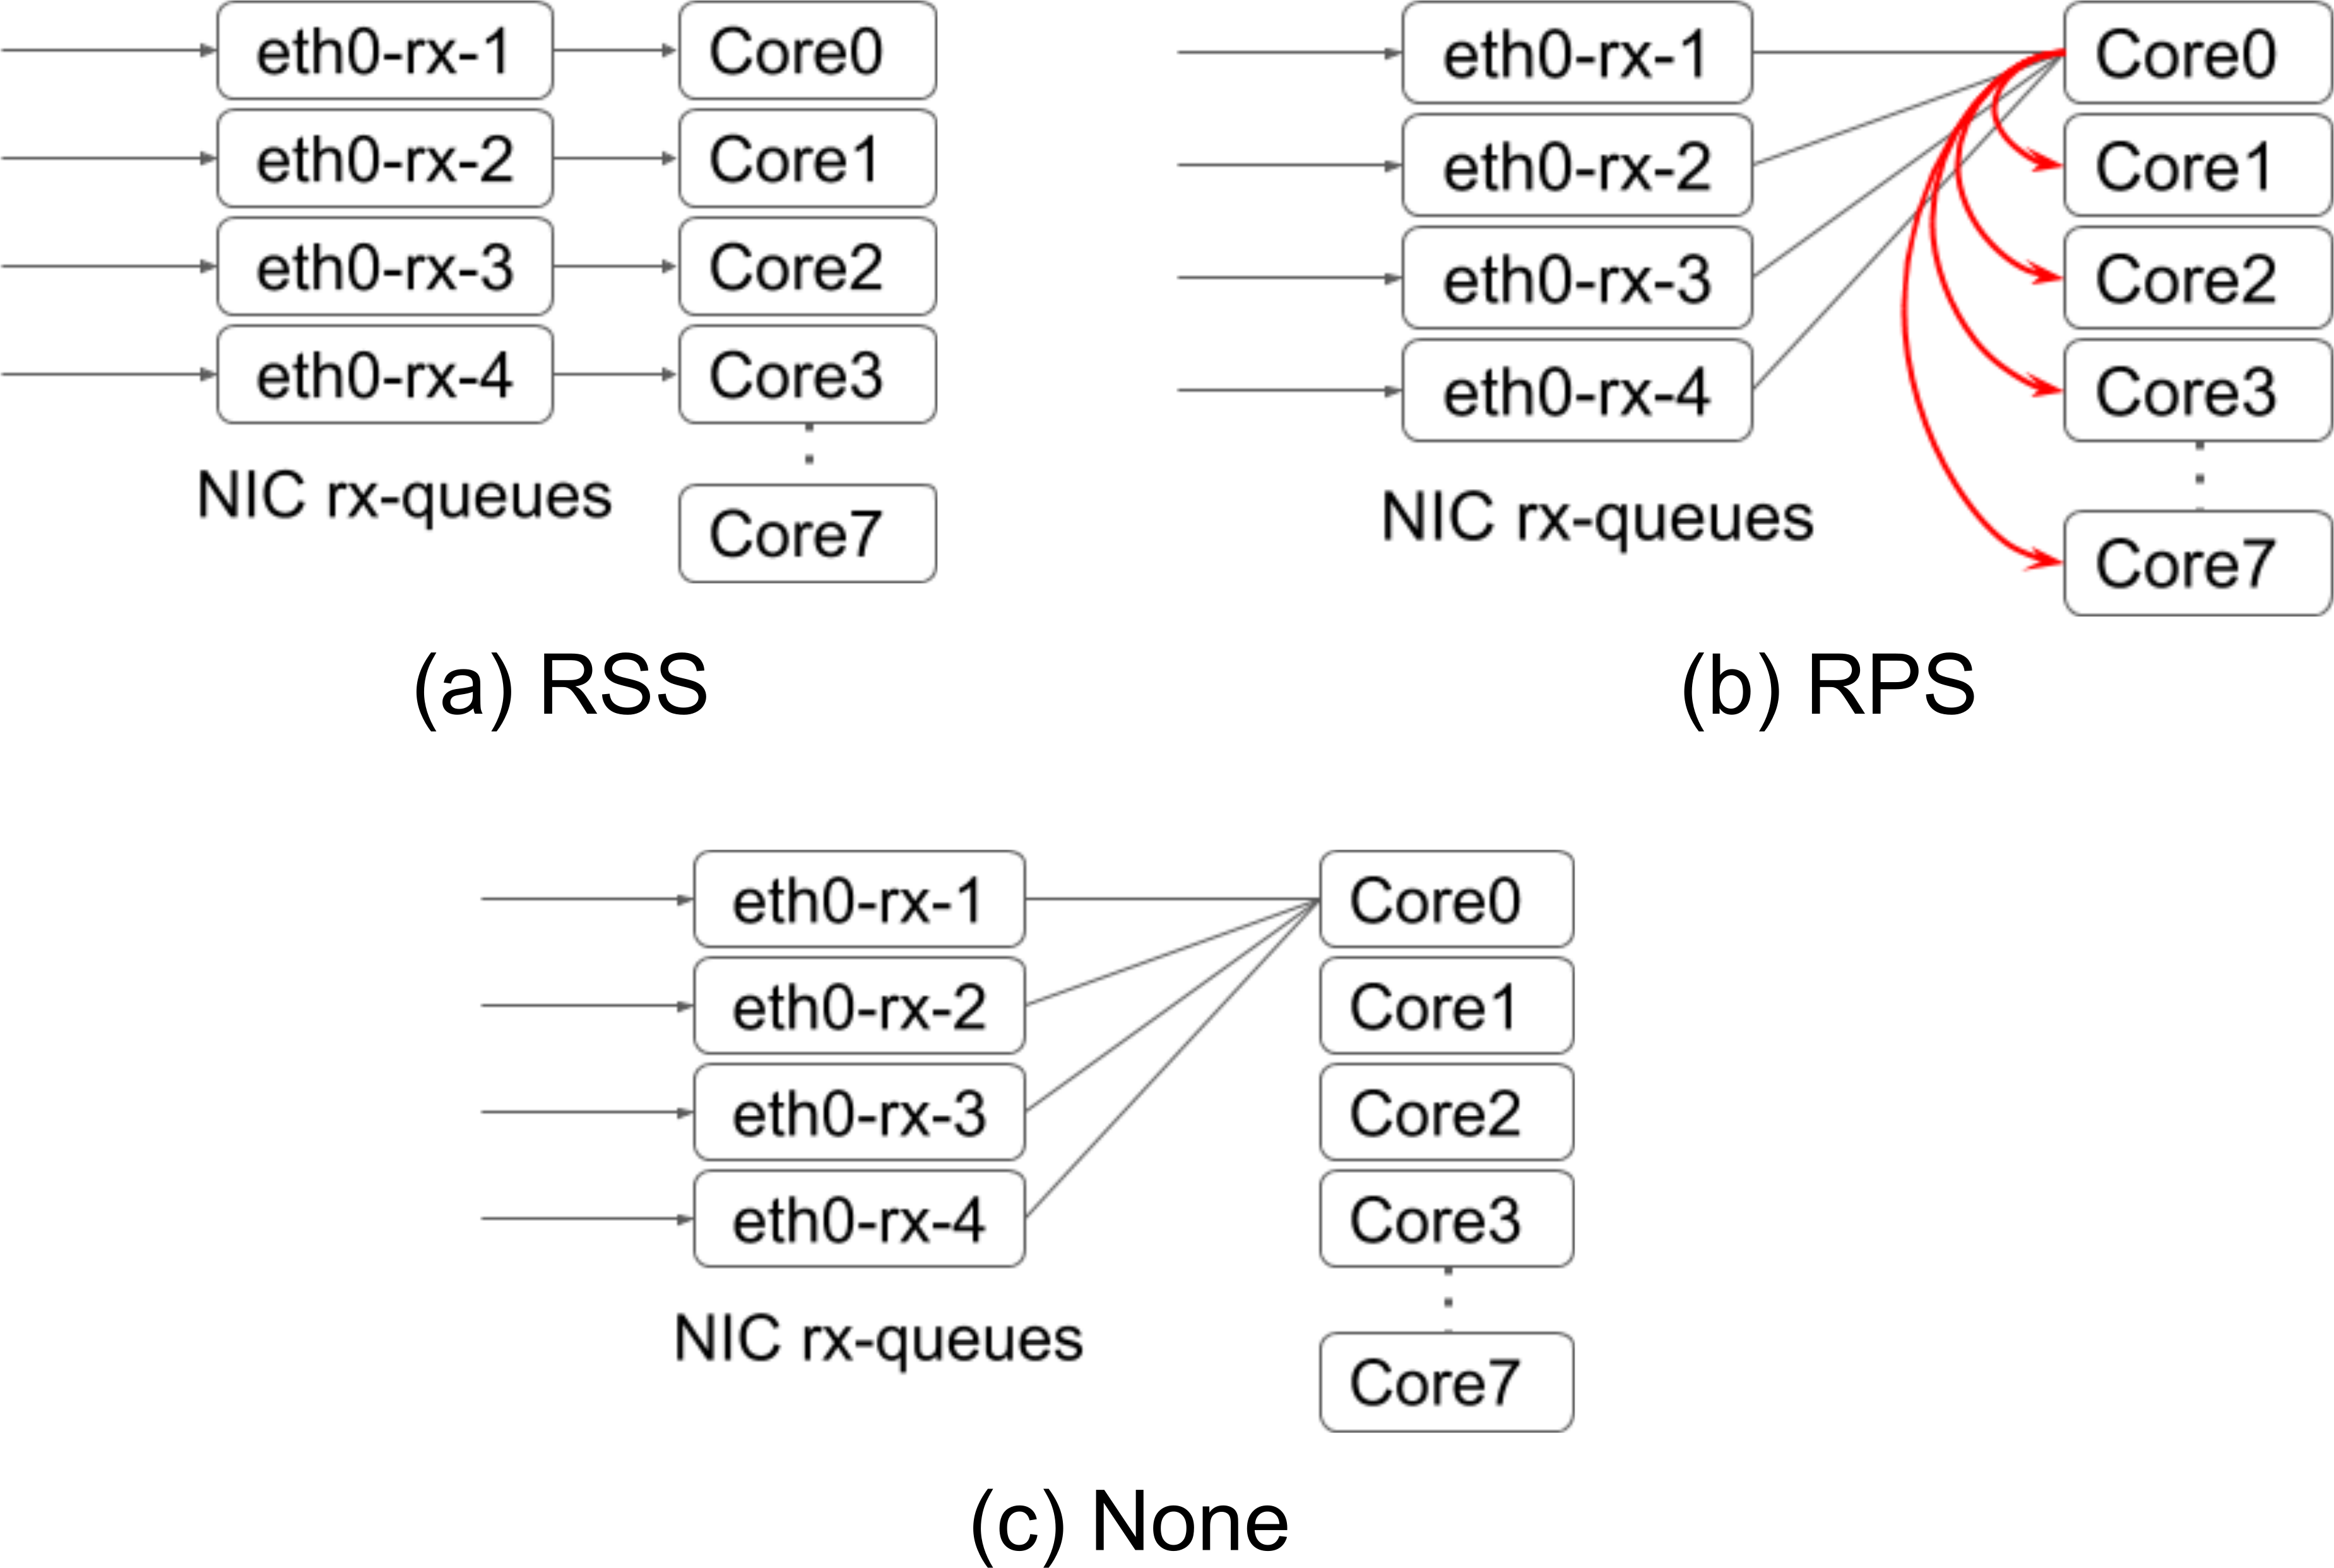 eth0-rx-1 Core0
eth0-rx-2 Core1
eth0-rx-3 Core2
eth0-rx-4 Core3
NIC rx-queues
Core7
(a) RSS
eth0-rx-1 Core0
eth0-rx-2 Core1
eth0-rx-3 Core2
eth0-rx-4 Core3
NIC rx-queues
Core7
(b) RPS
eth0-rx-1 Core0
eth0-rx-2 Core1
eth0-rx-3 Core2
eth0-rx-4 Core3
NIC rx-queues
Core7
(c) None